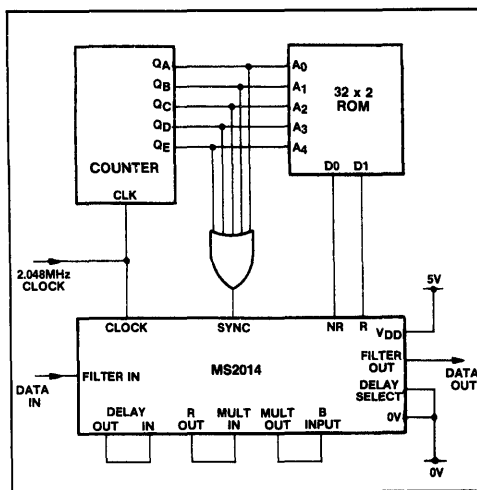 QA A0
QB A1
QC A2
QD A3
QE A4
32 x 2
ROM
COUNTER
D0 D1
CLK
2.048MHz
CLOCK
5V
CLOCK SYNC NR R VDD
FILTER
OUT
MS2014
DATA
OUT
FILTER IN
DELAY
SELECT
DATA
IN
0V
DELAY R MULT MULT B
OUT IN OUT IN OUT INPUT
0V